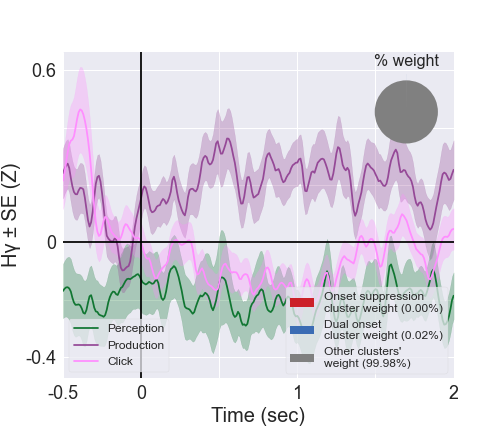 % weight
0.6
0
-0.4
Hγ ± SE (Z)
Onset suppression
cluster weight (0.00%)
Dual onset
cluster weight (0.02%)
Other clusters'
weight (99.98%)
Perception
Production
Click
-0.5 0 1 2
Time (sec)